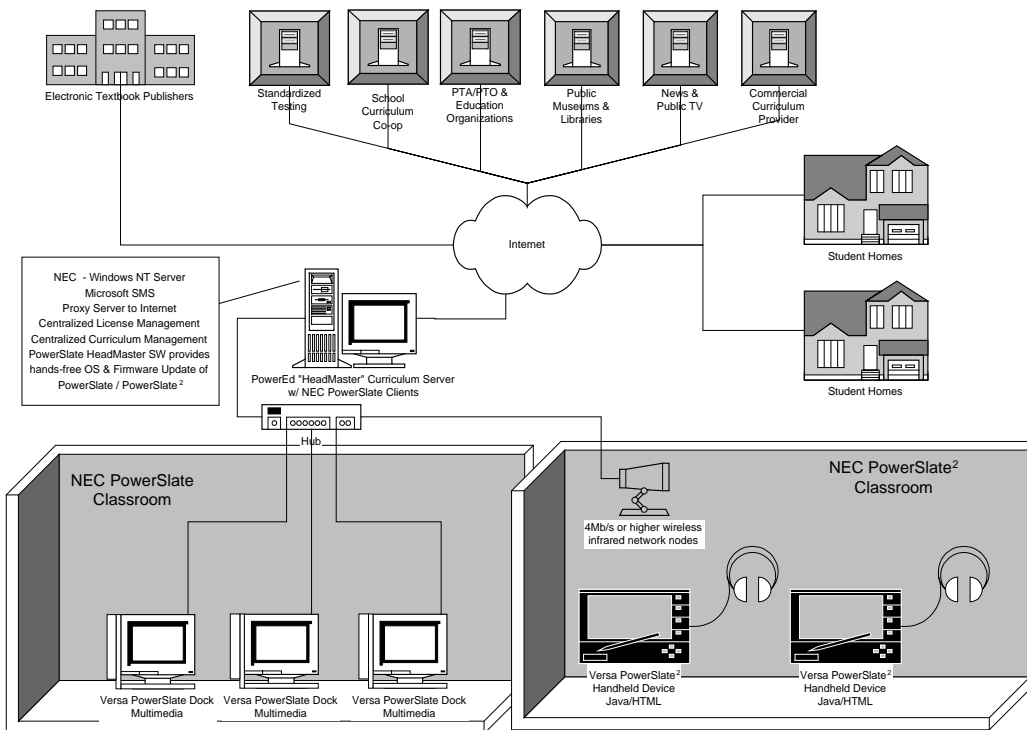 Electronic Textbook Publishers
Standardized
Testing
School
Curriculum
Co-op
PTA/PTO &
Education
Organizations
Public
Museums &
Libraries
News &
Public TV
Commercial
Curriculum
Provider
Internet
Student Homes
Student Homes
NEC - Windows NT Server
Microsoft SMS
Proxy Server to Internet
Centralized License Management
Centralized Curriculum Management
PowerSlate HeadMaster SW provides
hands-free OS & Firmware Update of
PowerSlate / PowerSlate²
PowerEd "HeadMaster" Curriculum Server
w/ NEC PowerSlate Clients
Hub
NEC PowerSlate
Classroom
Versa PowerSlate Dock
Multimedia
Versa PowerSlate Dock
Multimedia
Versa PowerSlate Dock
Multimedia
NEC PowerSlate²
Classroom
4Mb/s or higher wireless
infrared network nodes
Versa PowerSlate²
Handheld Device
Java/HTML
Versa PowerSlate²
Handheld Device
Java/HTML